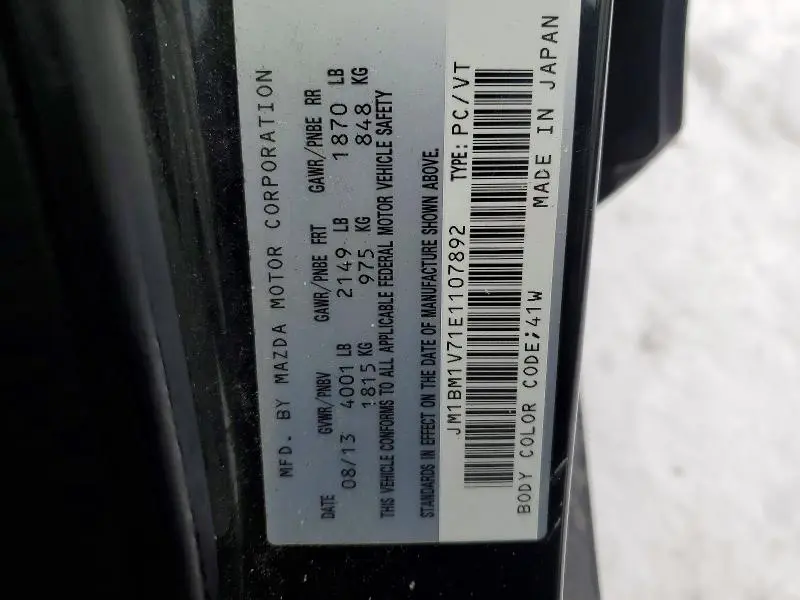 MFD. BY MAZDA MOTOR CORPORATION
DATE GVWR/PNBV GAWR/PNBE FRT GAWR/PNBE RR
08/13 4001 LB 2149 LB 1870 LB
1815 KG 975 KG 848 KG
THIS VEHICLE CONFORMS TO ALL APPLICABLE FEDERAL MOTOR VEHICLE SAFETY
STANDARDS IN EFFECT ON THE DATE OF MANUFACTURE SHOWN ABOVE.
JM1BM1V71E1107892 TYPE: PC/VT
BODY COLOR CODE:41W MADE IN JAPAN